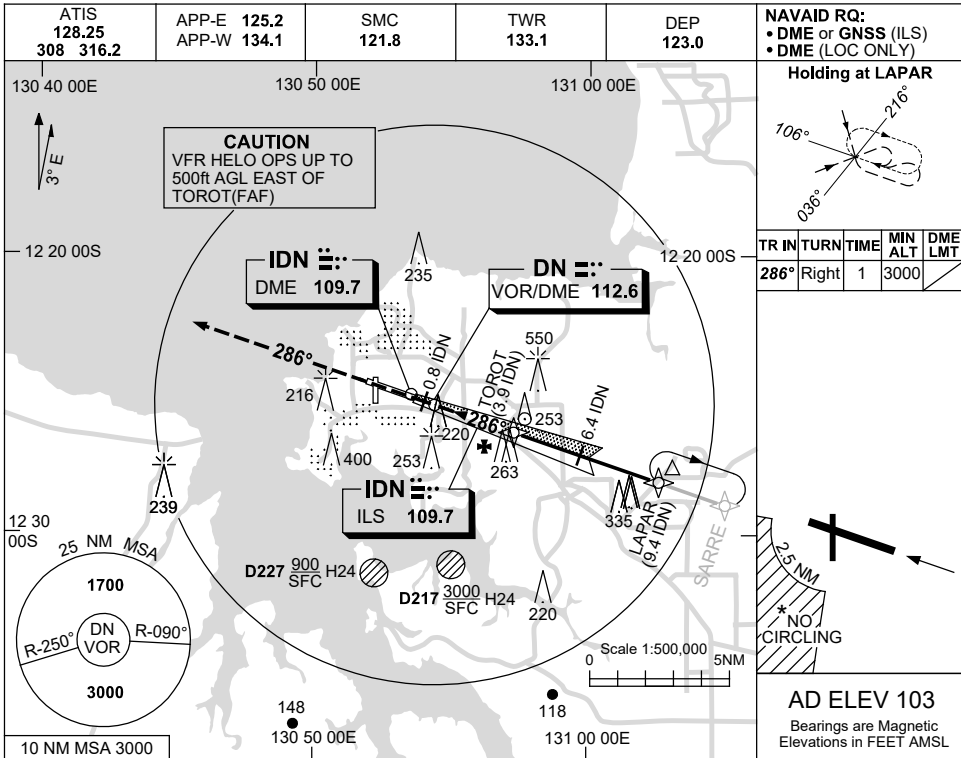 ATIS
128.25
308 316.2
APP-E 125.2
APP-W 134.1
SMC
121.8
TWR
133.1
DEP
123.0
NAVAID RQ:
• DME or GNSS (ILS)
• DME (LOC ONLY)
130 40 00E
130 50 00E
131 00 00E
Holding at LAPAR
216°
106°
036°
3° E
CAUTION
VFR HELO OPS UP TO
500ft AGL EAST OF
TOROT(FAF)
12 20 00S
12 20 00S
TR IN TURN TIME MIN ALT DME LMT
286° Right 1 3000
235
IDN
DME 109.7
DN
VOR/DME 112.6
286°
0.8 IDN
TOROT
(3.9 IDN)
550
216
286°
253
6.4 IDN
220
400
253
263
239
IDN
ILS 109.7
335
LAPAR
(9.4 IDN)
SARRE
12 30
00S
25 NM MSA
1700
DN
VOR
R-250°
R-090°
3000
D227 900 H24
SFC
D217 3000 H24
SFC
220
2.5 NM
*NO
CIRCLING
Scale 1:500,000
0 5NM
148
118
130 50 00E
131 00 00E
10 NM MSA 3000
AD ELEV 103
Bearings are Magnetic
Elevations in FEET AMSL